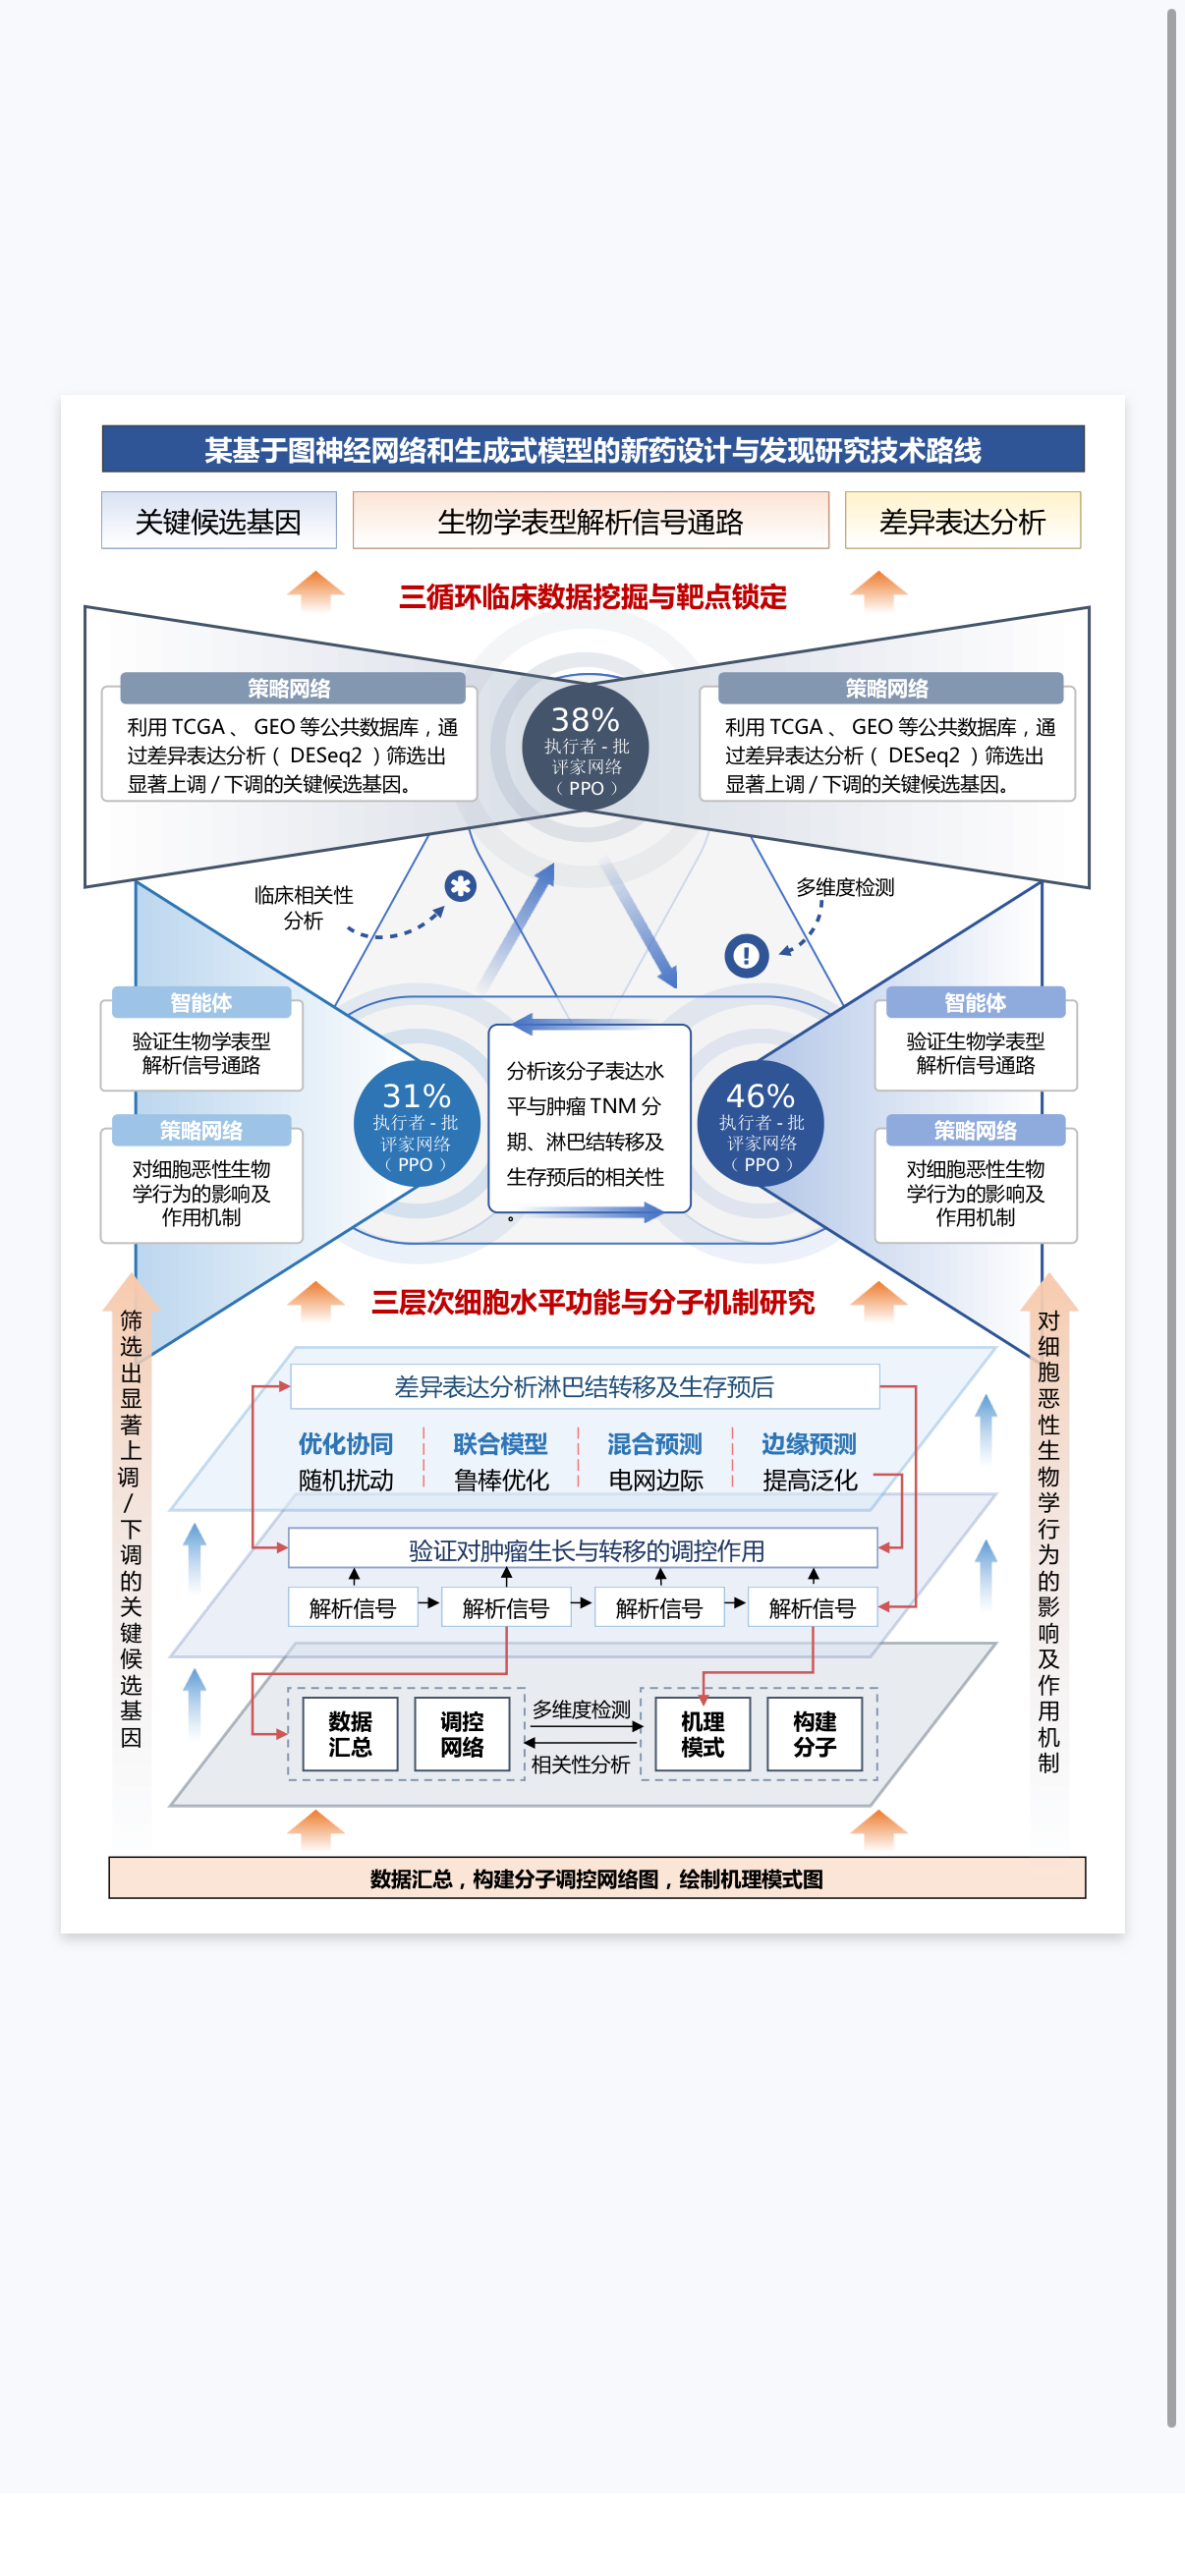 某基于图神经网络和生成式模型的新药设计与发现研究技术路线
关键候选基因
生物学表型解析信号通路
差异表达分析
三循环临床数据挖掘与靶点锁定
策略网络
利用 TCGA 、 GEO 等公共数据库，通
过差异表达分析（ DESeq2 ）筛选出
显著上调 / 下调的关键候选基因。
38%
执行者 - 批
评家网络
（ PPO ）
策略网络
利用 TCGA 、 GEO 等公共数据库，通
过差异表达分析（ DESeq2 ）筛选出
显著上调 / 下调的关键候选基因。
临床相关性
分析
多维度检测
智能体
验证生物学表型
解析信号通路
策略网络
对细胞恶性生物
学行为的影响及
作用机制
31%
执行者 - 批
评家网络
（ PPO ）
分析该分子表达水
平与肿瘤 TNM 分
期、淋巴结转移及
生存预后的相关性
。
46%
执行者 - 批
评家网络
（ PPO ）
智能体
验证生物学表型
解析信号通路
策略网络
对细胞恶性生物
学行为的影响及
作用机制
三层次细胞水平功能与分子机制研究
筛选出显著上调/下调的关键候选基因
差异表达分析淋巴结转移及生存预后
优化协同
联合模型
混合预测
边缘预测
随机扰动
鲁棒优化
电网边际
提高泛化
验证对肿瘤生长与转移的调控作用
解析信号
解析信号
解析信号
解析信号
数据
汇总
调控
网络
多维度检测
相关性分析
机理
模式
构建
分子
对细胞恶性生物学行为的影响及作用机制
数据汇总，构建分子调控网络图，绘制机理模式图